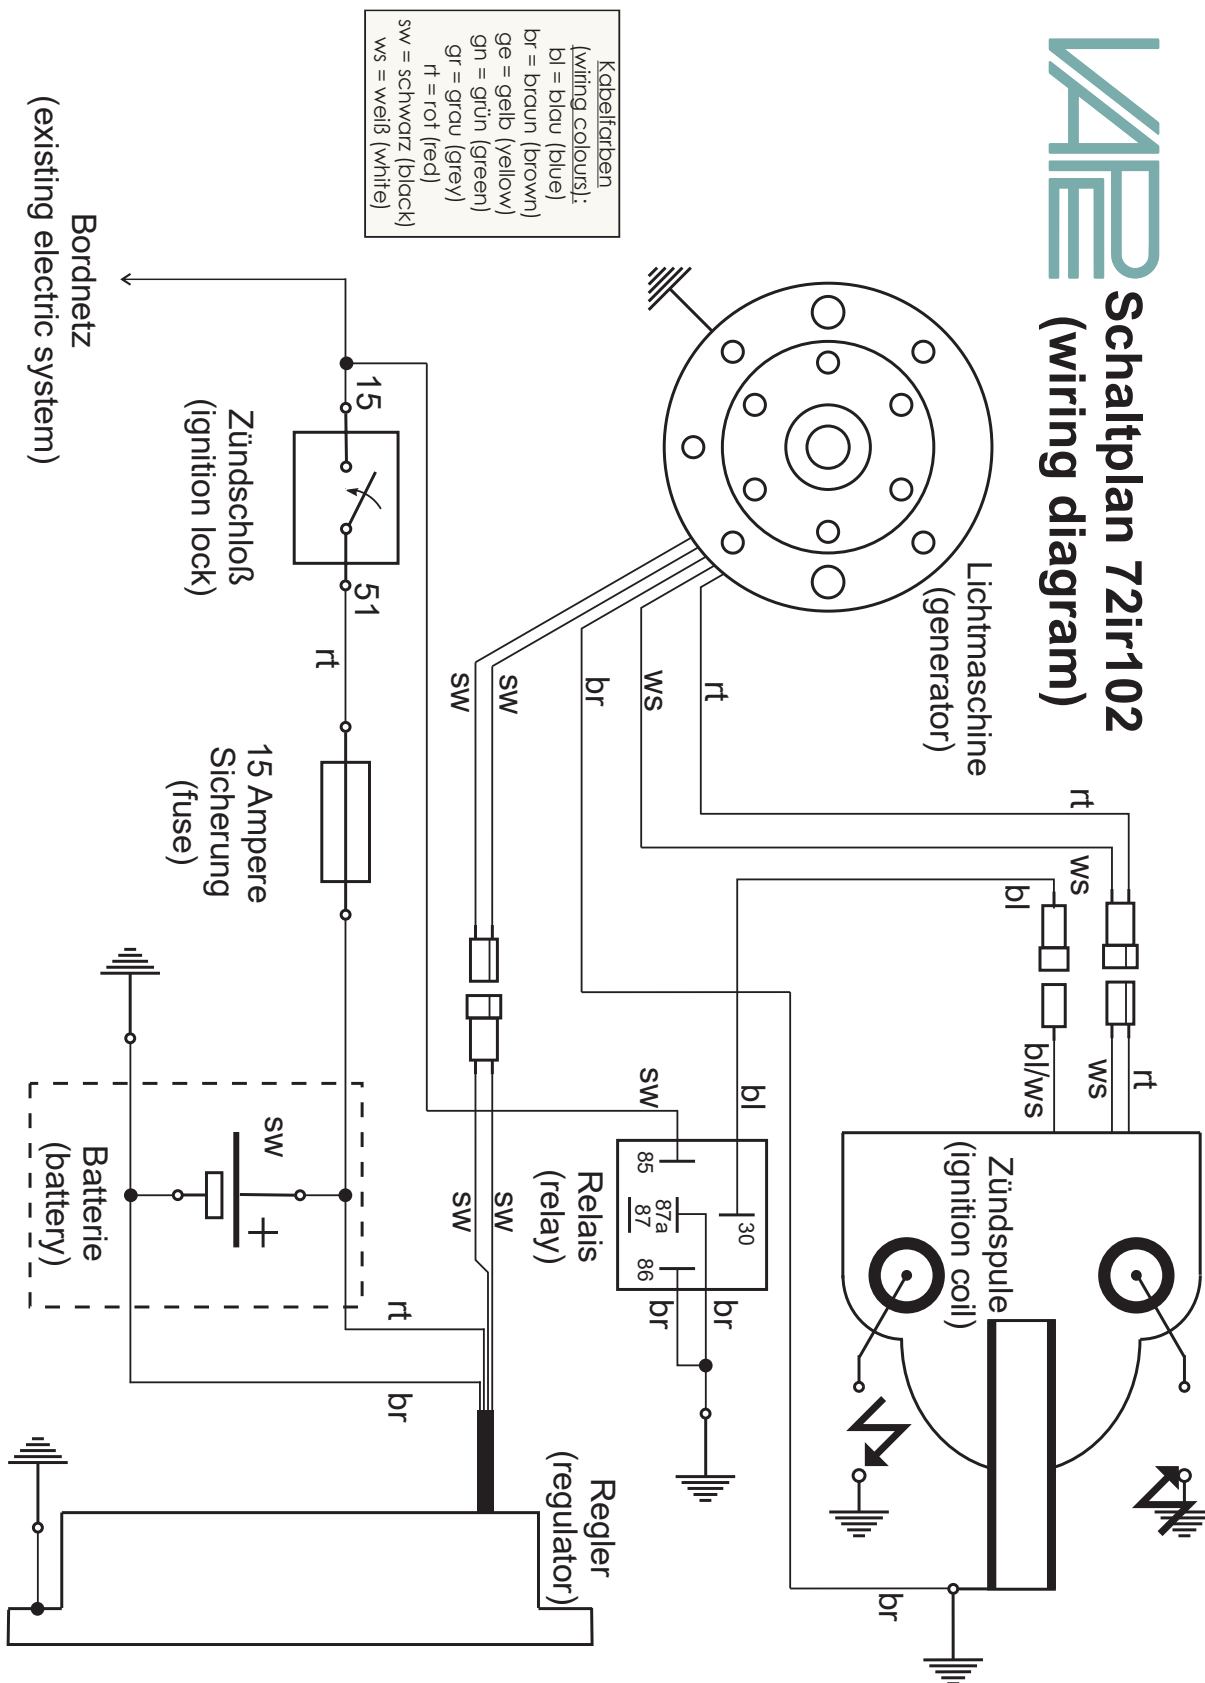 VAPE
Schaltplan 72ir102
(wiring diagram)
Kabelfarben
(wiring colours):
bl = blau (blue)
br = braun (brown)
ge = gelb (yellow)
gn = grün (green)
gr = grau (grey)
rt = rot (red)
sw = schwarz (black)
ws = weiß (white)
Lichtmaschine
(generator)
rt
ws
br
sw
sw
rt
ws
bl
rt
ws
bl/ws
Zündspule
(ignition coil)
br
bl
sw
30
87a
87
85
86
br
br
Relais
(relay)
sw
sw
Bordnetz
(existing electric system)
15
51
Zündschloß
(ignition lock)
rt
15 Ampere
Sicherung
(fuse)
sw
+
Batterie
(battery)
rt
br
Regler
(regulator)